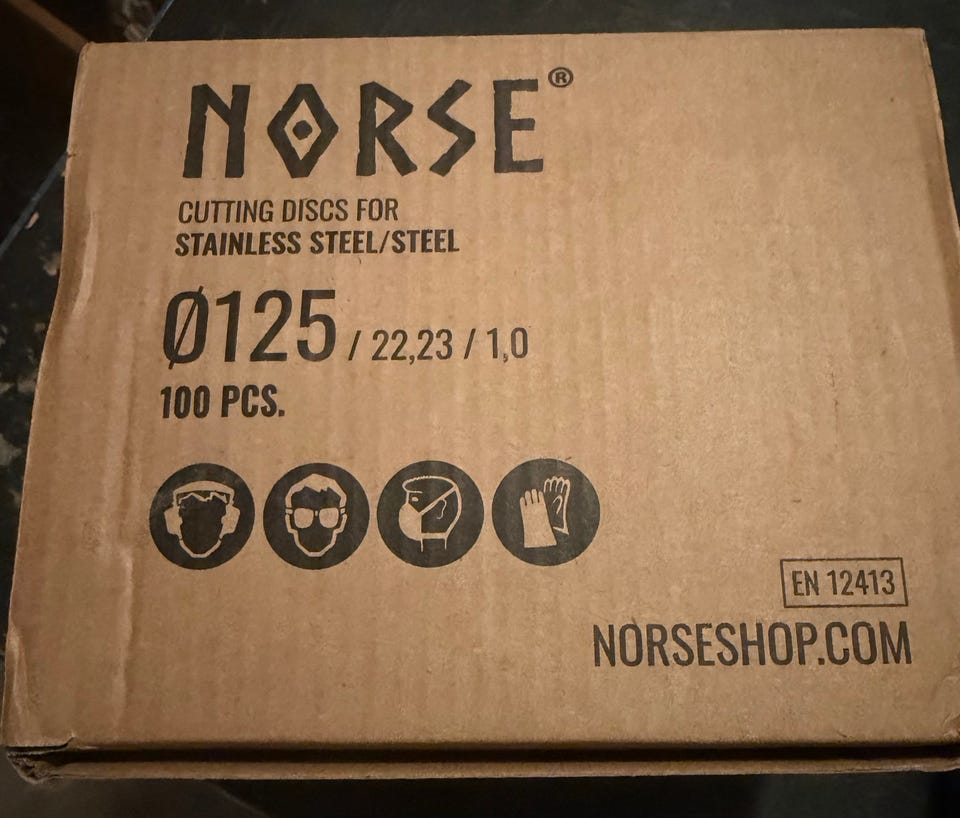 NORSE®
CUTTING DISCS FOR
STAINLESS STEEL/STEEL
Ø125 / 22,23 / 1,0
100 PCS.
EN 12413
NORSESHOP.COM